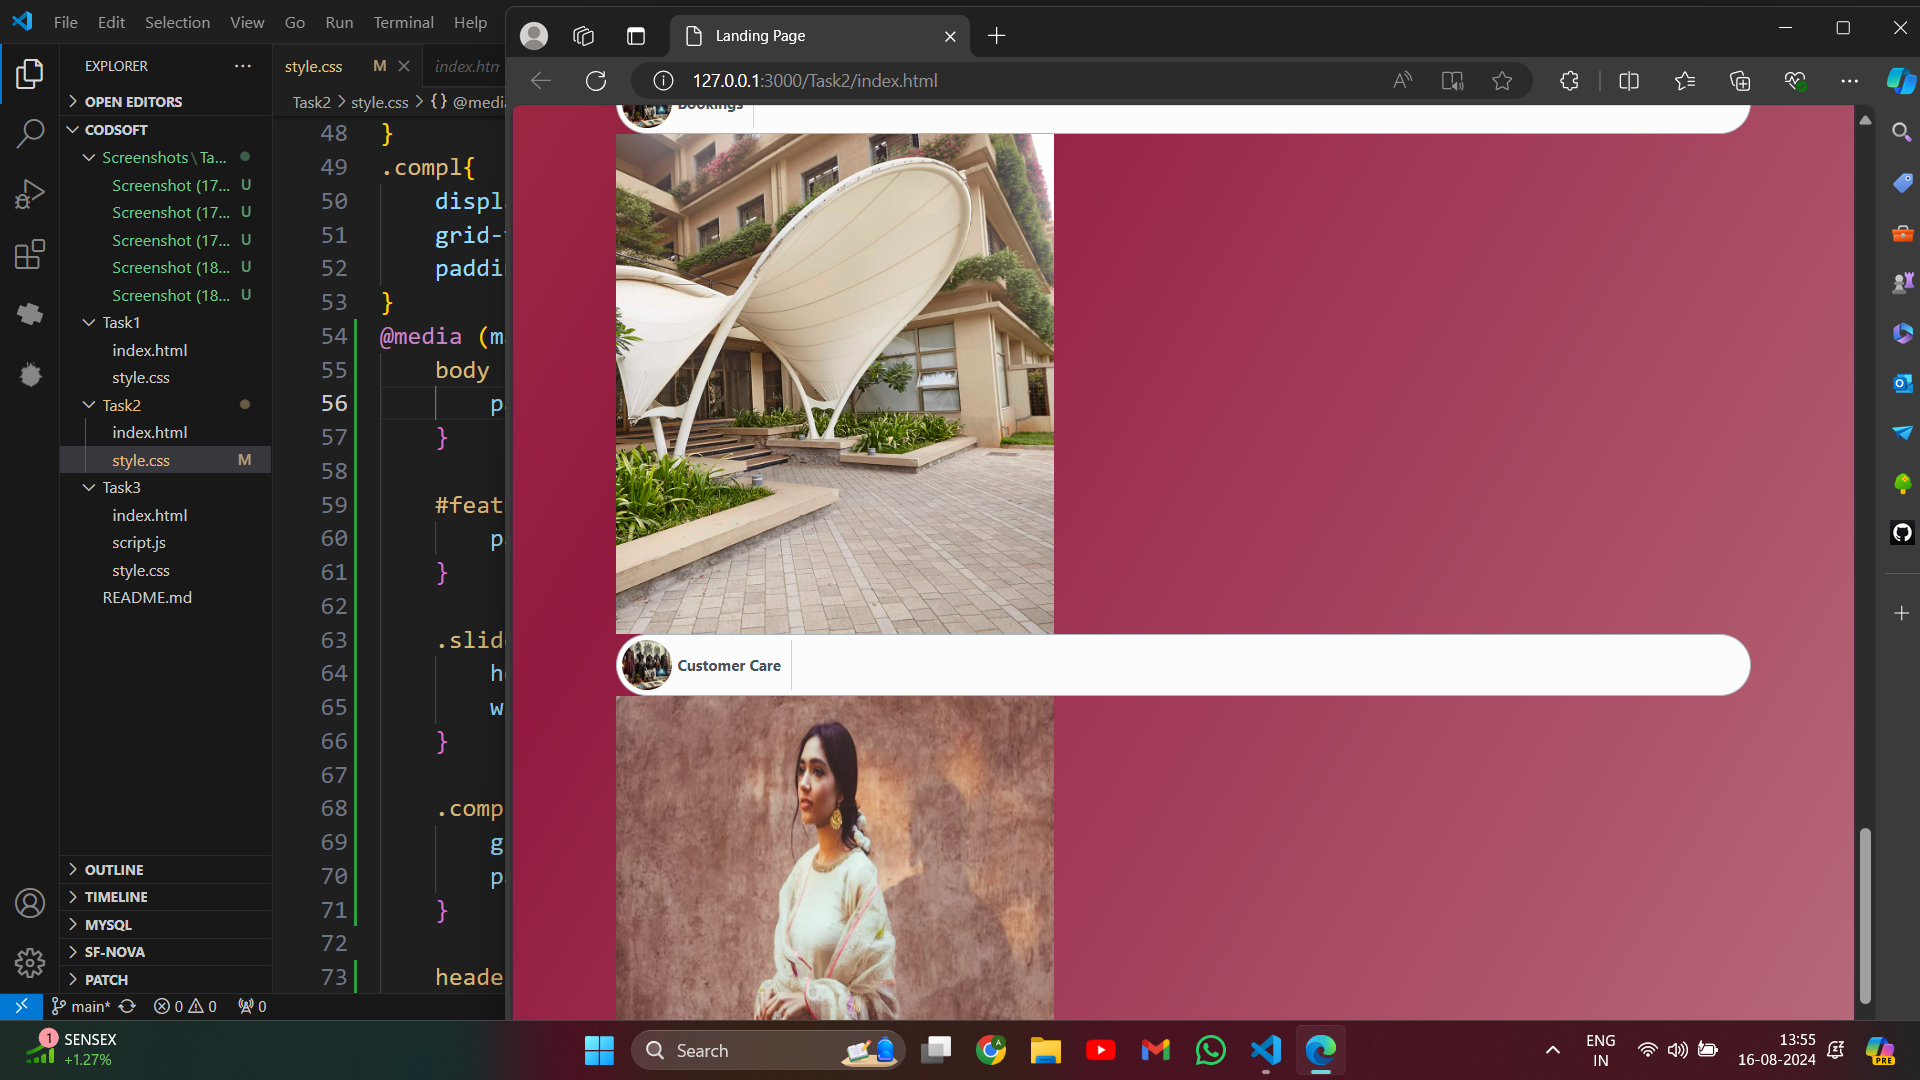 File Edit Selection View Go Run Terminal Help
EXPLORER
OPEN EDITORS
CODSOFT
Screenshots \ Ta...
Screenshot (17... U
Screenshot (17... U
Screenshot (17... U
Screenshot (18... U
Screenshot (18... U
Task1
index.html
style.css
Task2
index.html
style.css M
Task3
index.html
script.js
style.css
README.md
OUTLINE
TIMELINE
MYSQL
SF-NOVA
PATCH
style.css M
Task2 > style.css > {} @media
48 }
49 .compl{
50 displ
51 grid-
52 paddi
53 }
54 @media (m
55 body
56 p
57 }
58
59 #feat
60 p
61 }
62
63 .slid
64 h
65 w
66 }
67
68 .comp
69 g
70 p
71 }
72
73 heade
main* 0 0 0
Landing Page
127.0.0.1:3000/Task2/index.html
Bookings
Customer Care
1 SENSEX
+1.27%
Search
A
ENG
IN
13:55
16-08-2024
PRE